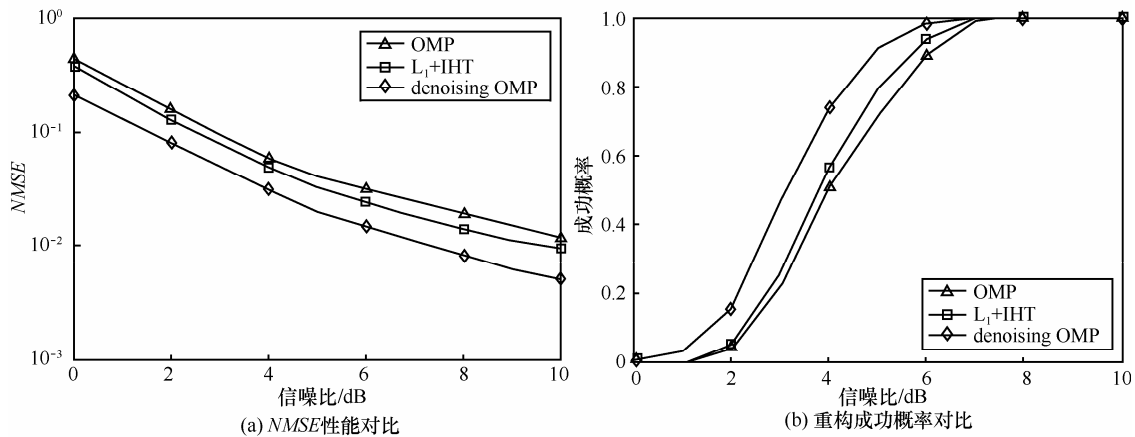 10⁰
10⁻¹
10⁻²
10⁻³
NMSE
OMP
L₁+IHT
denoising OMP
0 2 4 6 8 10
信噪比/dB
(a) NMSE性能对比
1.0
0.8
0.6
0.4
0.2
0
成功概率
OMP
L₁+IHT
denoising OMP
0 2 4 6 8 10
信噪比/dB
(b) 重构成功概率对比